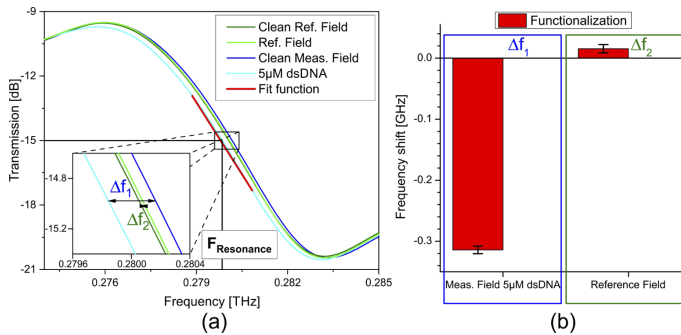 -9
-12
-15
-18
-21
Transmission [dB]
Clean Ref. Field
Ref. Field
Clean Meas. Field
5µM dsDNA
Fit function
-14.8
-15.2
Δf1
Δf2
0.2796
0.2800
0.2804
FResonance
0.276
0.279
0.282
0.285
Frequency [THz]
(a)
Functionalization
Δf1
Δf2
0.0
-0.1
-0.2
-0.3
Frequency shift [GHz]
Meas. Field 5µM dsDNA
Reference Field
(b)